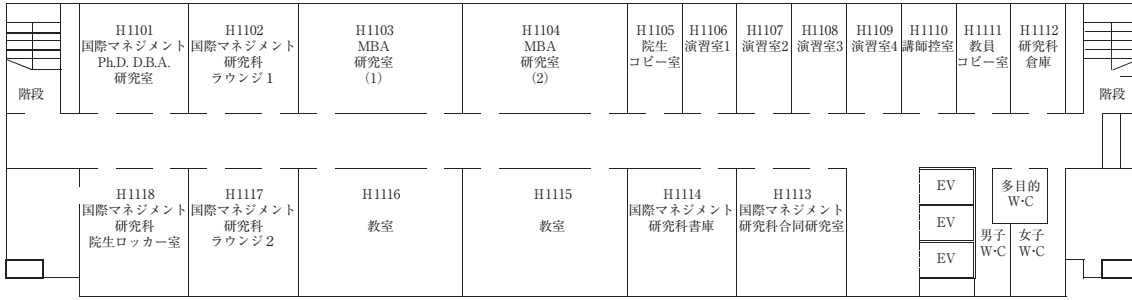 階段
H1101
国際マネジメント
Ph.D. D.B.A.
研究室
H1102
国際マネジメント
研究科
ラウンジ1
H1103
MBA
研究室
(1)
H1104
MBA
研究室
(2)
H1105
院生
コピー室
H1106
演習室1
H1107
演習室2
H1108
演習室3
H1109
演習室4
H1110
講師控室
H1111
教員
コピー室
H1112
研究科
倉庫
階段
H1118
国際マネジメント
研究科
院生ロッカー室
H1117
国際マネジメント
研究科
ラウンジ2
H1116
教室
H1115
教室
H1114
国際マネジメント
研究科書庫
H1113
国際マネジメント
研究科合同研究室
EV
EV
EV
多目的
W・C
男子
W・C
女子
W・C